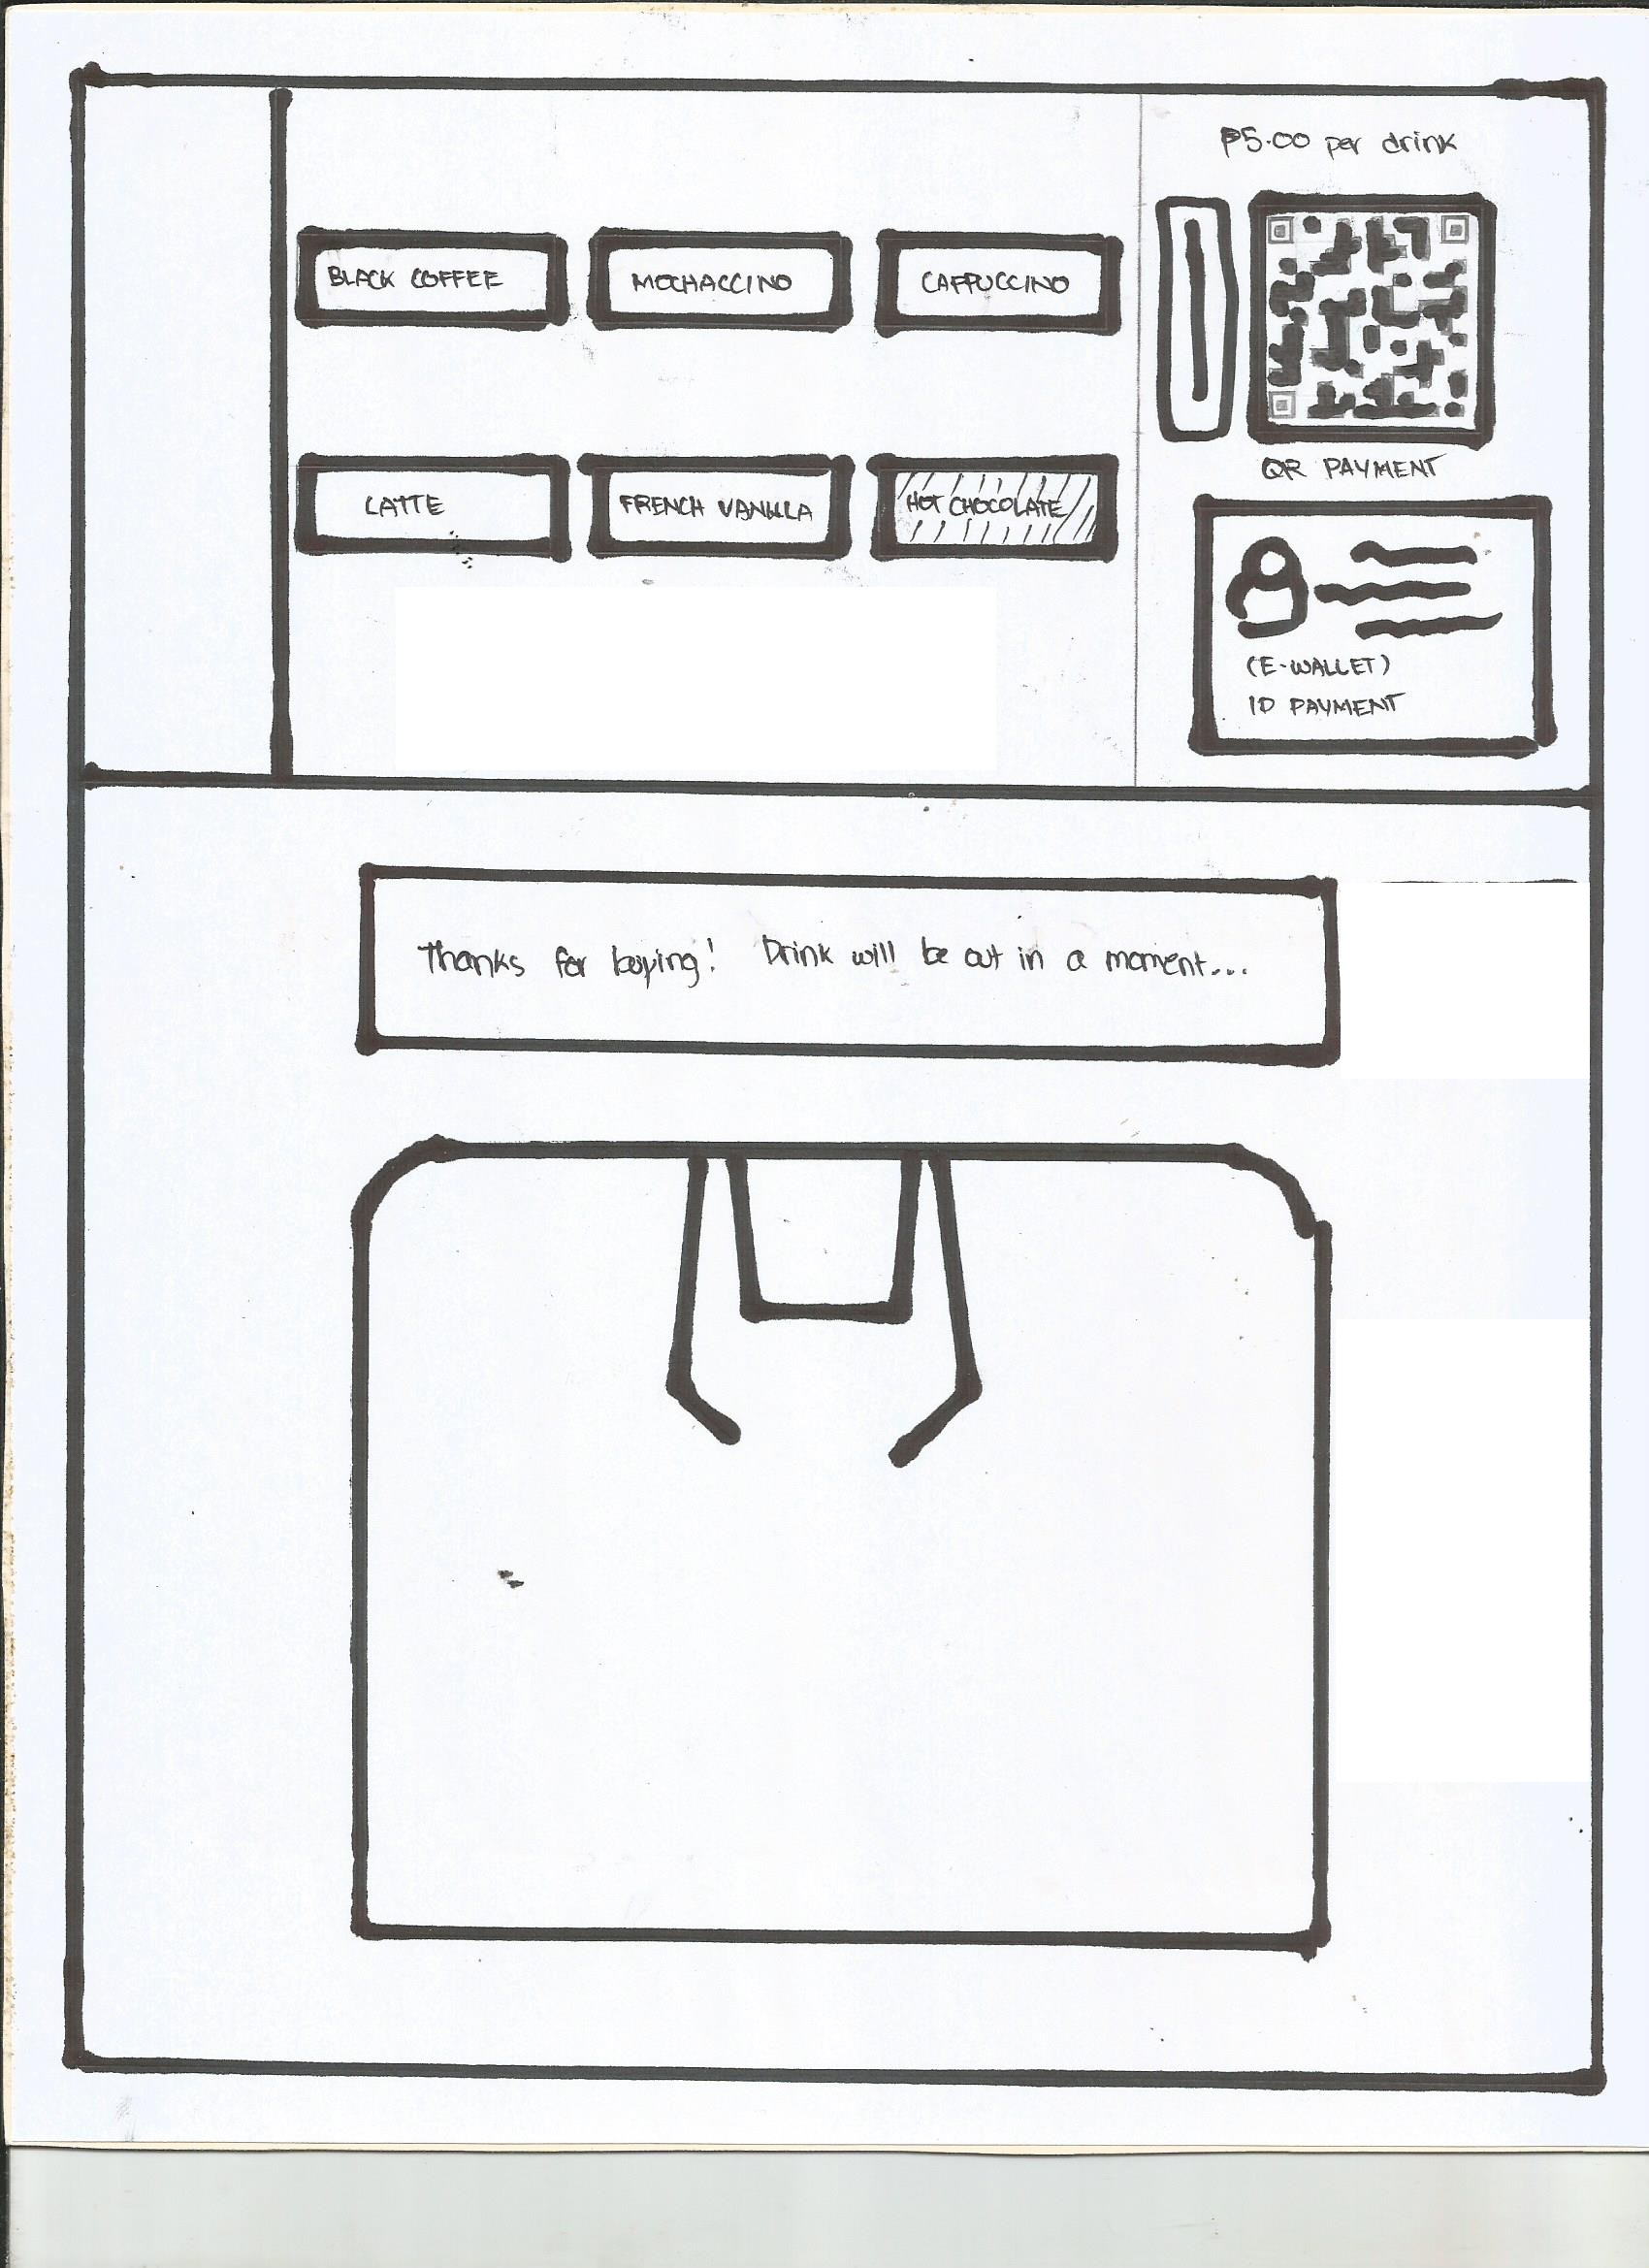 ₱5.00 per drink
BLACK COFFEE
MOCHACCINO
CAPPUCCINO
QR PAYMENT
LATTE
FRENCH VANILLA
HOT CHOCOLATE
(E-WALLET)
ID PAYMENT
Thanks for buying! Drink will be out in a moment...